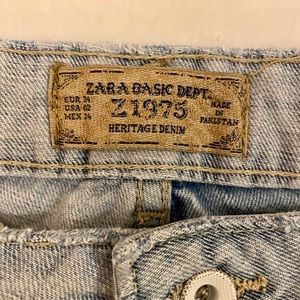 ZARA BASIC DEPT.
Z1975
EUR 34
USA 02
MEX 24
MADE IN
PAKISTAN
HERITAGE DENIM